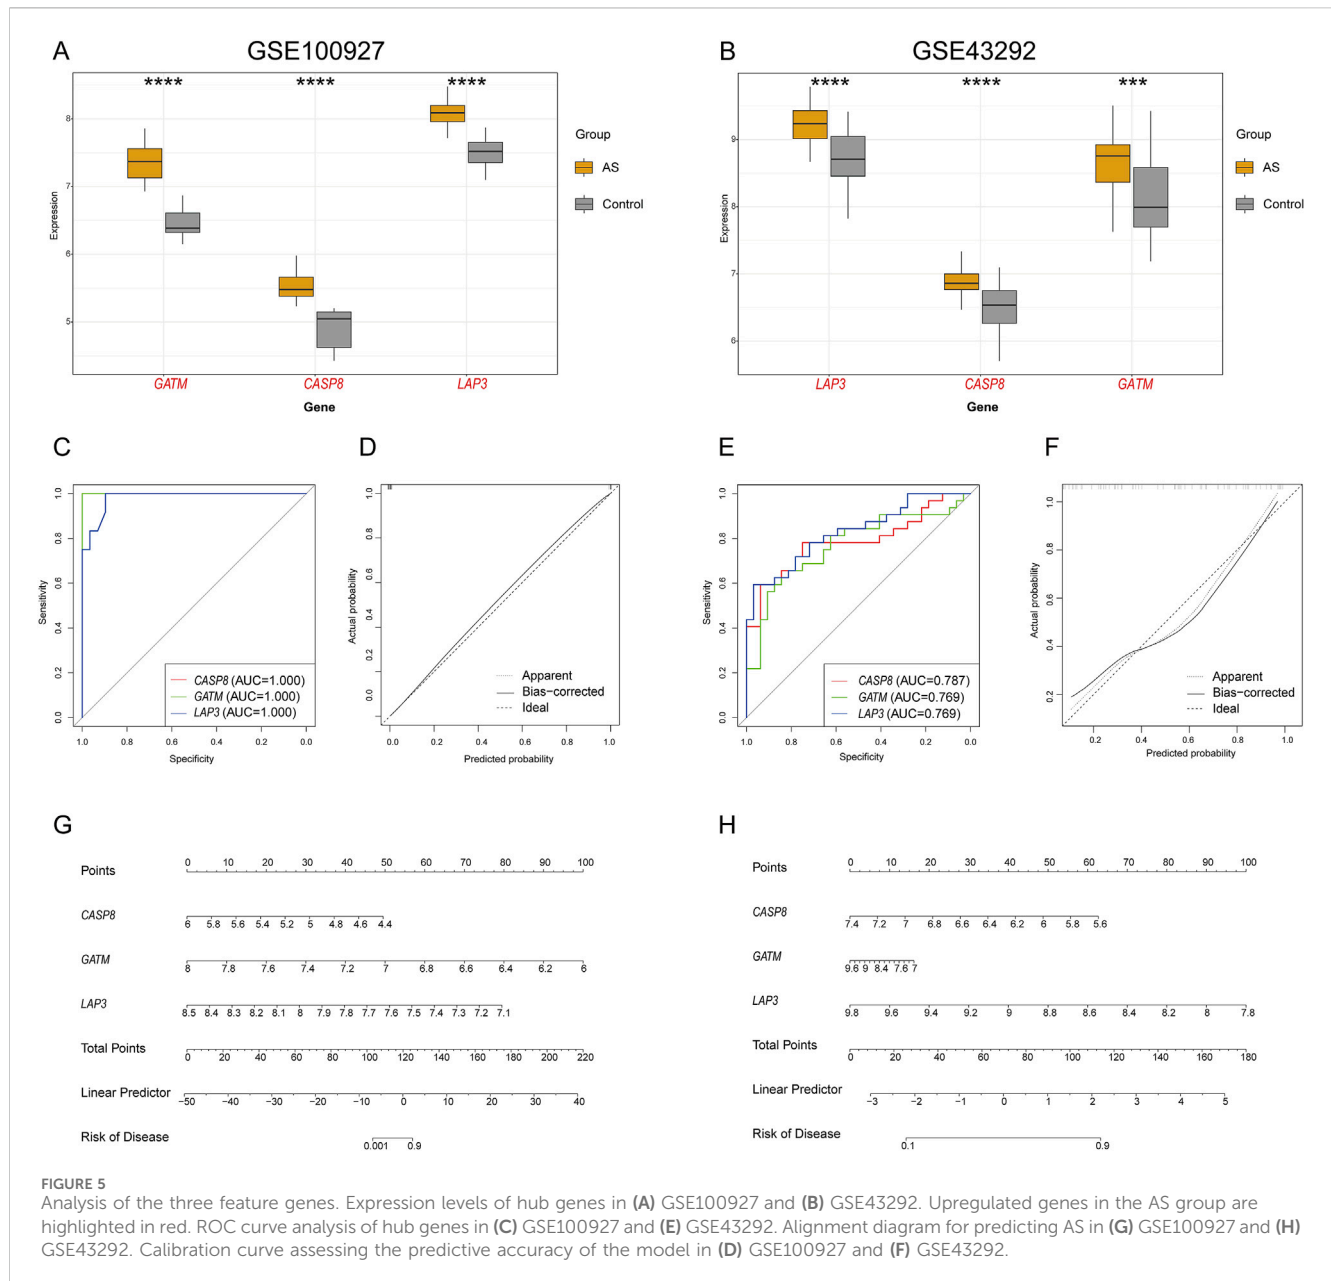 A GSE100927
**** **** ****
8
7
6
5
Expression
GATM CASP8 LAP3
Gene
Group
AS
Control
B GSE43292
**** **** ***
9
8
7
6
Expression
LAP3 CASP8 GATM
Gene
Group
AS
Control
C
1.0
0.8
0.6
0.4
0.2
0.0
Sensitivity
CASP8 (AUC=1.000)
GATM (AUC=1.000)
LAP3 (AUC=1.000)
1.0 0.8 0.6 0.4 0.2 0.0
Specificity
D
1.0
0.8
0.6
0.4
0.2
0.0
Actual probability
Apparent
Bias-corrected
Ideal
0.0 0.2 0.4 0.6 0.8 1.0
Predicted probability
E
1.0
0.8
0.6
0.4
0.2
0.0
Sensitivity
CASP8 (AUC=0.787)
GATM (AUC=0.769)
LAP3 (AUC=0.769)
1.0 0.8 0.6 0.4 0.2 0.0
Specificity
F
1.0
0.8
0.6
0.4
0.2
Actual probability
Apparent
Bias-corrected
Ideal
0.2 0.4 0.6 0.8 1.0
Predicted probability
G
Points 0 10 20 30 40 50 60 70 80 90 100
CASP8 6 5.8 5.6 5.4 5.2 5 4.8 4.6 4.4
GATM 8 7.8 7.6 7.4 7.2 7 6.8 6.6 6.4 6.2 6
LAP3 8.5 8.4 8.3 8.2 8.1 8 7.9 7.8 7.7 7.6 7.5 7.4 7.3 7.2 7.1
Total Points 0 20 40 60 80 100 120 140 160 180 200 220
Linear Predictor -50 -40 -30 -20 -10 0 10 20 30 40
Risk of Disease 0.001 0.9
H
Points 0 10 20 30 40 50 60 70 80 90 100
CASP8 7.4 7.2 7 6.8 6.6 6.4 6.2 6 5.8 5.6
GATM 9.6 9 8.4 7.6 7
LAP3 9.8 9.6 9.4 9.2 9 8.8 8.6 8.4 8.2 8 7.8
Total Points 0 20 40 60 80 100 120 140 160 180
Linear Predictor -3 -2 -1 0 1 2 3 4 5
Risk of Disease 0.1 0.9
FIGURE 5
Analysis of the three feature genes. Expression levels of hub genes in (A) GSE100927 and (B) GSE43292. Upregulated genes in the AS group are
highlighted in red. ROC curve analysis of hub genes in (C) GSE100927 and (E) GSE43292. Alignment diagram for predicting AS in (G) GSE100927 and (H)
GSE43292. Calibration curve assessing the predictive accuracy of the model in (D) GSE100927 and (F) GSE43292.